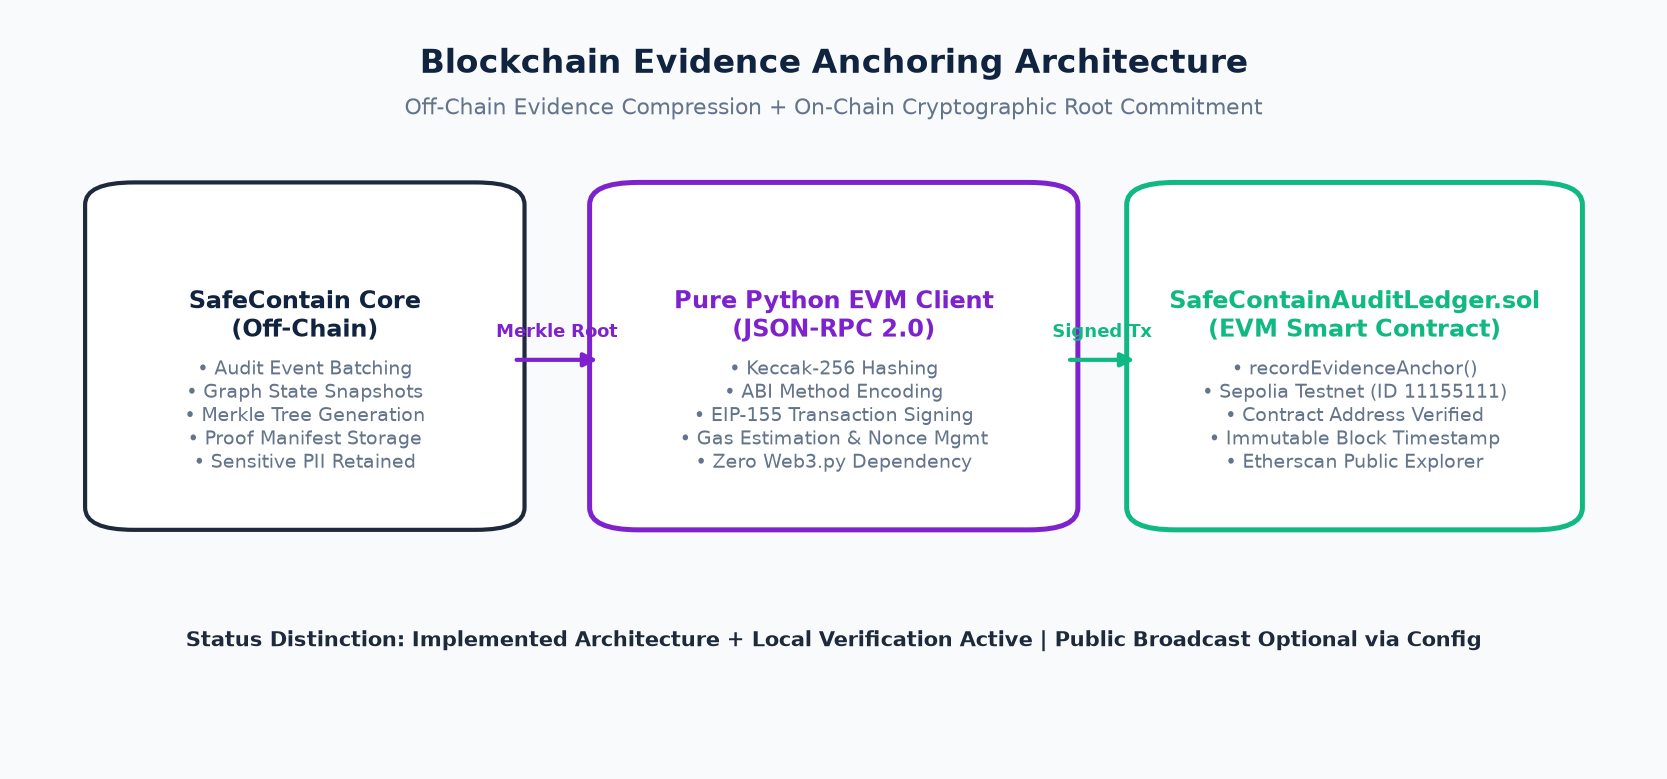 Blockchain Evidence Anchoring Architecture
Off-Chain Evidence Compression + On-Chain Cryptographic Root Commitment
SafeContain Core
(Off-Chain)
• Audit Event Batching
• Graph State Snapshots
• Merkle Tree Generation
• Proof Manifest Storage
• Sensitive PII Retained
Merkle Root
Pure Python EVM Client
(JSON-RPC 2.0)
• Keccak-256 Hashing
• ABI Method Encoding
• EIP-155 Transaction Signing
• Gas Estimation & Nonce Mgmt
• Zero Web3.py Dependency
Signed Tx
SafeContainAuditLedger.sol
(EVM Smart Contract)
• recordEvidenceAnchor()
• Sepolia Testnet (ID 11155111)
• Contract Address Verified
• Immutable Block Timestamp
• Etherscan Public Explorer
Status Distinction: Implemented Architecture + Local Verification Active | Public Broadcast Optional via Config